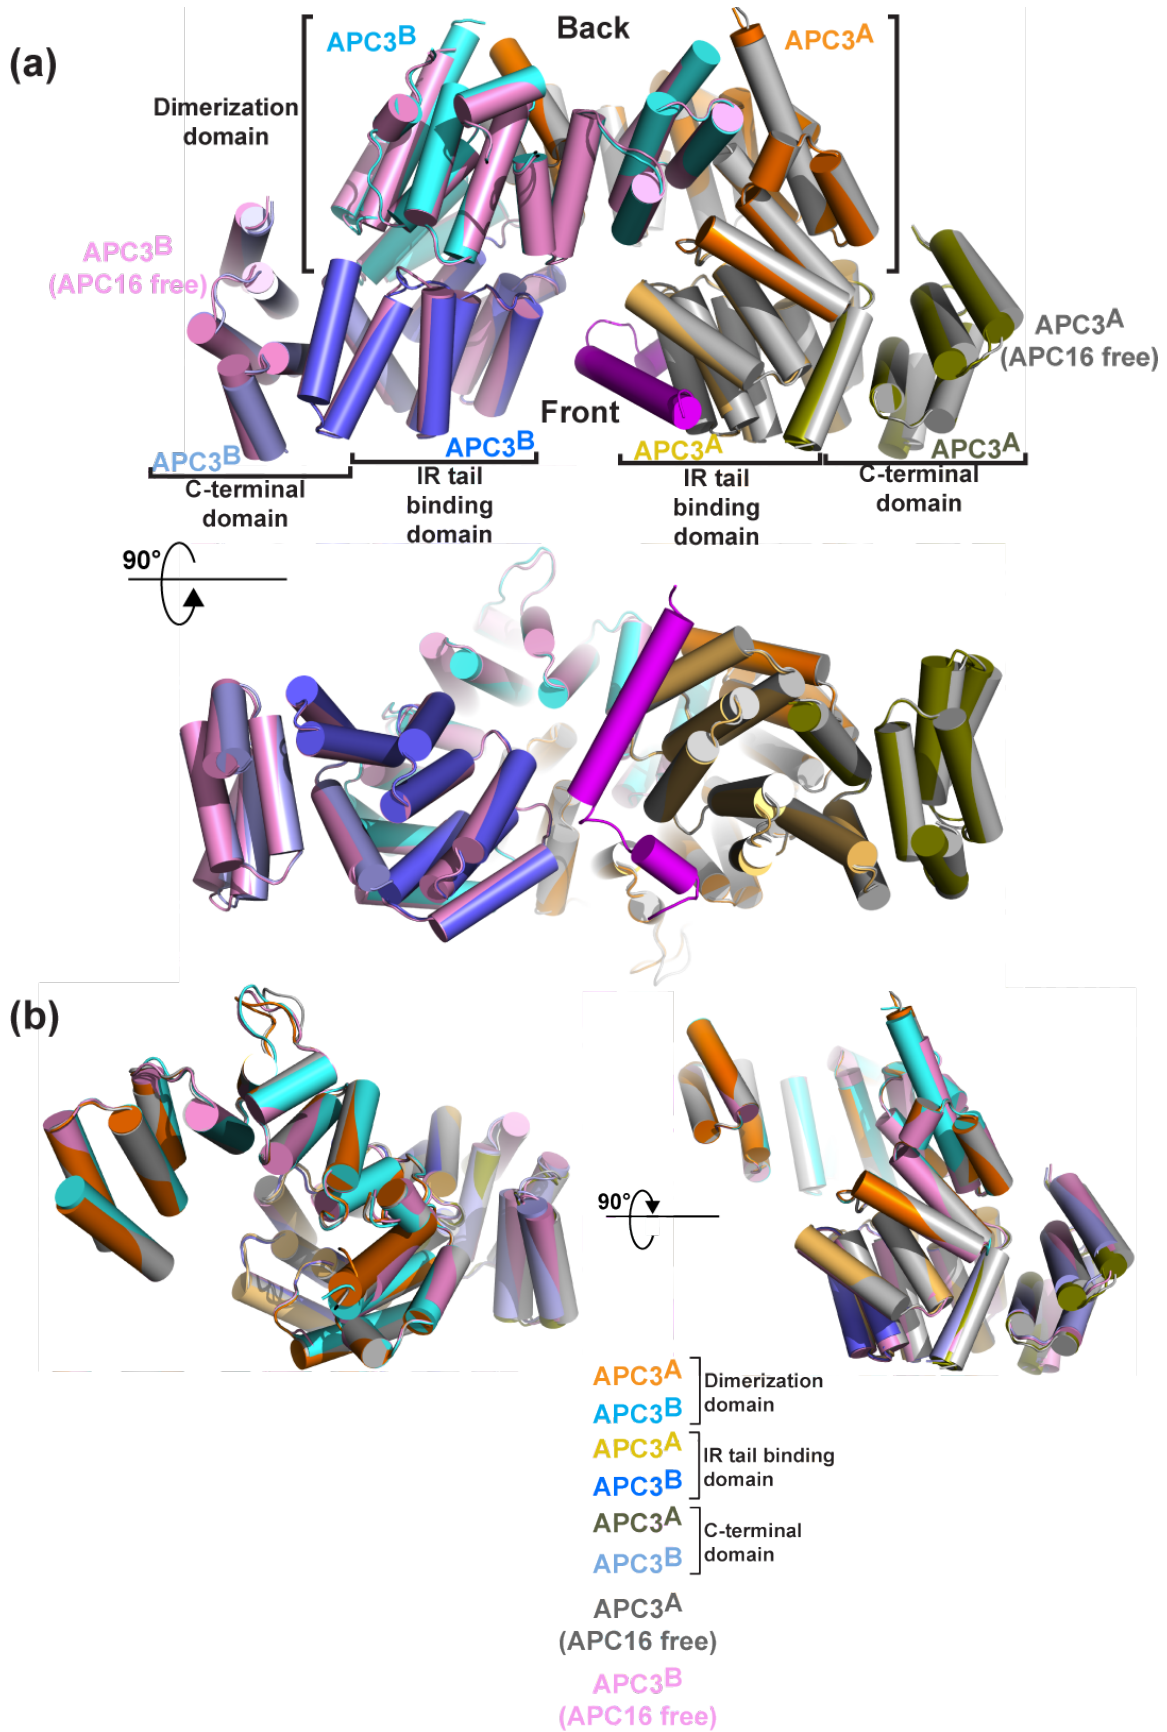 (a)
APC3B
Back
APC3A
Dimerization
domain
APC3B
(APC16 free)
APC3A
(APC16 free)
Front
APC3B
APC3B
APC3A
APC3A
C-terminal
domain
IR tail
binding
domain
IR tail
binding
domain
C-terminal
domain
90°
(b)
90°
APC3A
APC3B
Dimerization
domain
APC3A
APC3B
IR tail binding
domain
APC3A
APC3B
C-terminal
domain
APC3A
(APC16 free)
APC3B
(APC16 free)